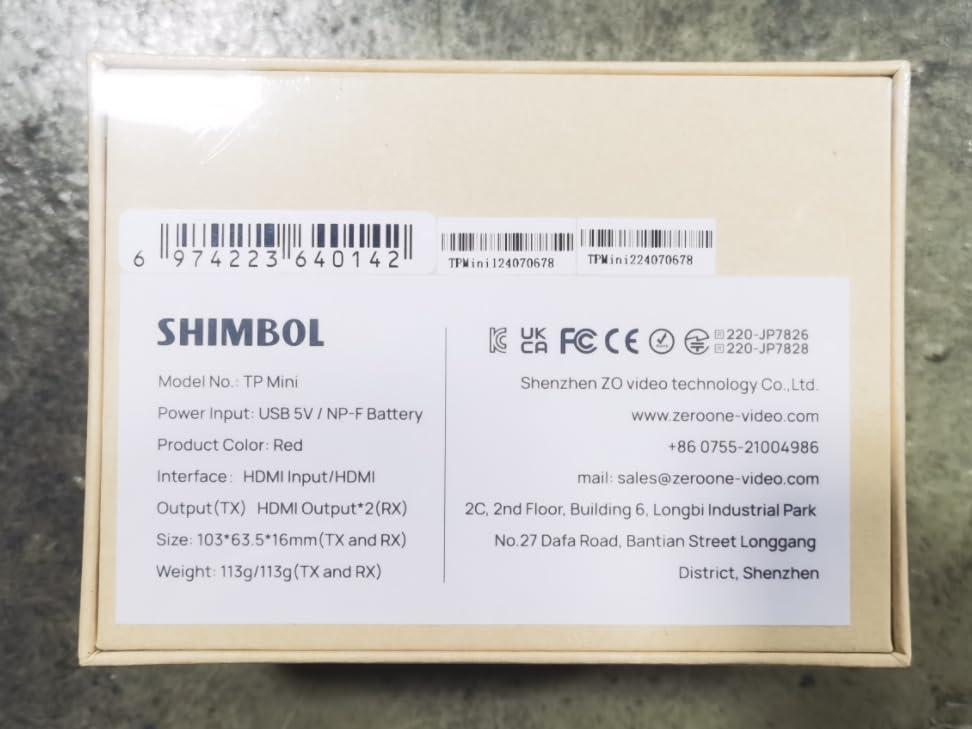 6 974223 640142
TPMini124070678
TPMini224070678
SHIMBOL
Model No.: TP Mini
Power Input: USB 5V / NP-F Battery
Product Color: Red
Interface: HDMI Input/HDMI
Output(TX) HDMI Output*2(RX)
Size: 103*63.5*16mm(TX and RX)
Weight: 113g/113g(TX and RX)
UK
CA
FC CE
220-JP7826
220-JP7828
Shenzhen ZO video technology Co.,Ltd.
www.zeroone-video.com
+86 0755-21004986
mail: sales@zeroone-video.com
2C, 2nd Floor, Building 6, Longbi Industrial Park
No.27 Dafa Road, Bantian Street Longgang
District, Shenzhen